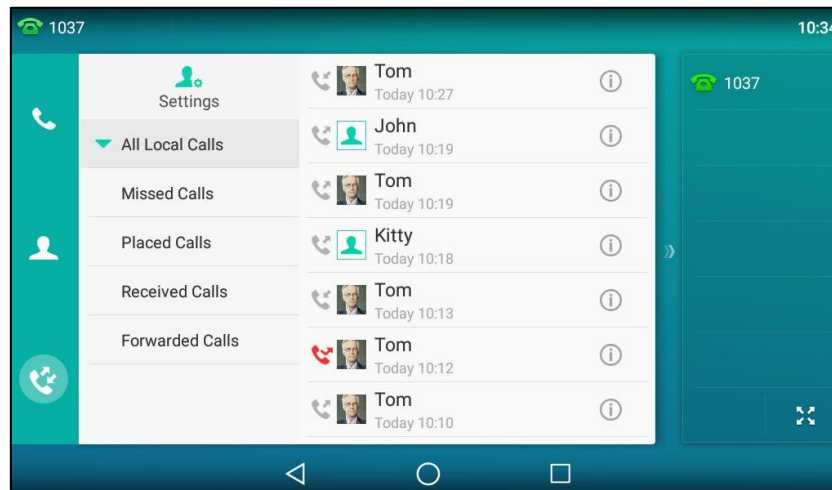 1037
10:34
Settings
All Local Calls
Missed Calls
Placed Calls
Received Calls
Forwarded Calls
Tom
Today 10:27
John
Today 10:19
Tom
Today 10:19
Kitty
Today 10:18
Tom
Today 10:13
Tom
Today 10:12
Tom
Today 10:10
1037